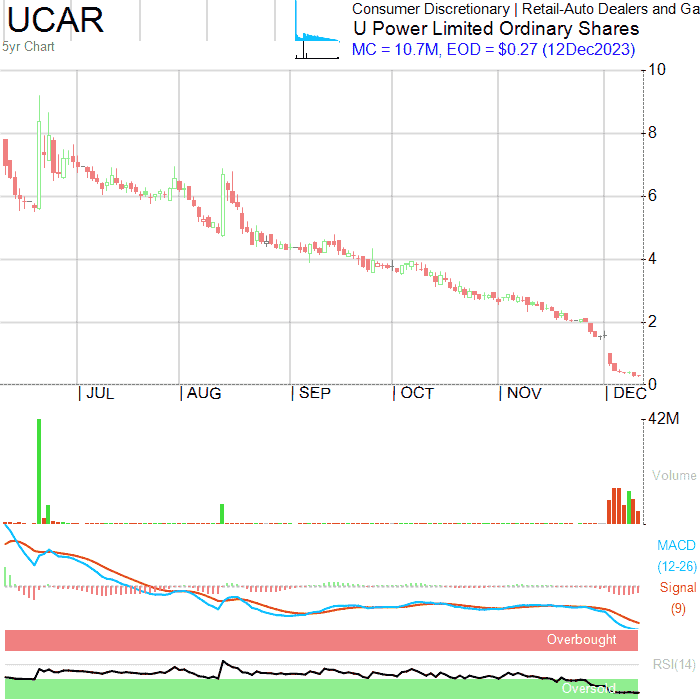 UCAR
5yr Chart
Consumer Discretionary | Retail-Auto Dealers and Ga
U Power Limited Ordinary Shares
MC = 10.7M, EOD = $0.27 (12Dec2023)
10
8
6
4
2
0
| JUL | AUG | SEP | OCT | NOV | DEC
42M
Volume
MACD
(12-26)
Signal
(9)
Overbought
RSI(14)
Oversold